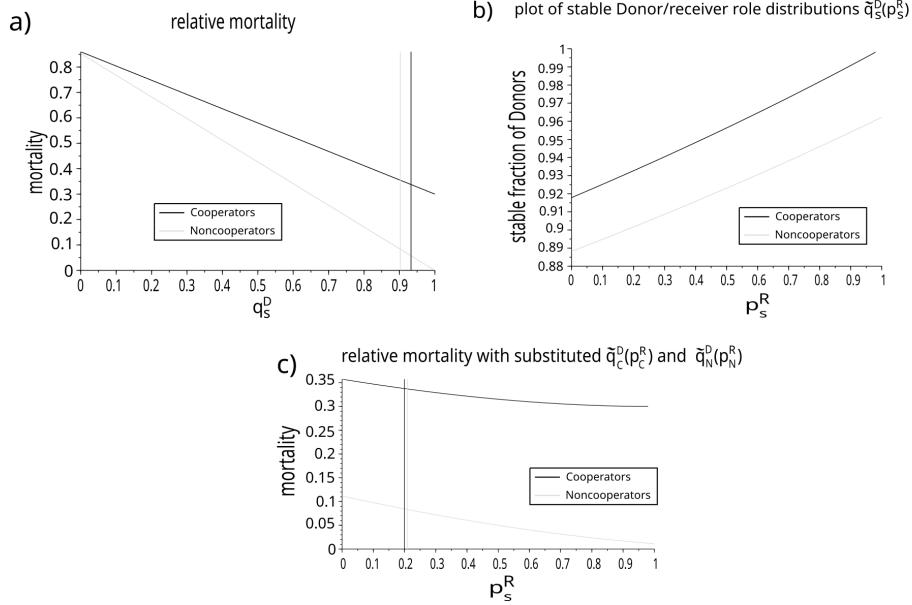 a)
relative mortality
mortality
0.8
0.7
0.6
0.5
0.4
0.3
0.2
0.1
0
Cooperators
Noncooperators
0 0.1 0.2 0.3 0.4 0.5 0.6 0.7 0.8 0.9 1
q_s^D
b)
plot of stable Donor/receiver role distributions q̃_S^D(p_S^R)
stable fraction of Donors
1
0.99
0.98
0.97
0.96
0.95
0.94
0.93
0.92
0.91
0.9
0.89
0.88
Cooperators
Noncooperators
0 0.1 0.2 0.3 0.4 0.5 0.6 0.7 0.8 0.9 1
p_s^R
c)
relative mortality with substituted q̃_C^D(p_C^R) and q̃_N^D(p_N^R)
mortality
0.35
0.3
0.25
0.2
0.15
0.1
0.05
0
Cooperators
Noncooperators
0 0.1 0.2 0.3 0.4 0.5 0.6 0.7 0.8 0.9 1
p_s^R